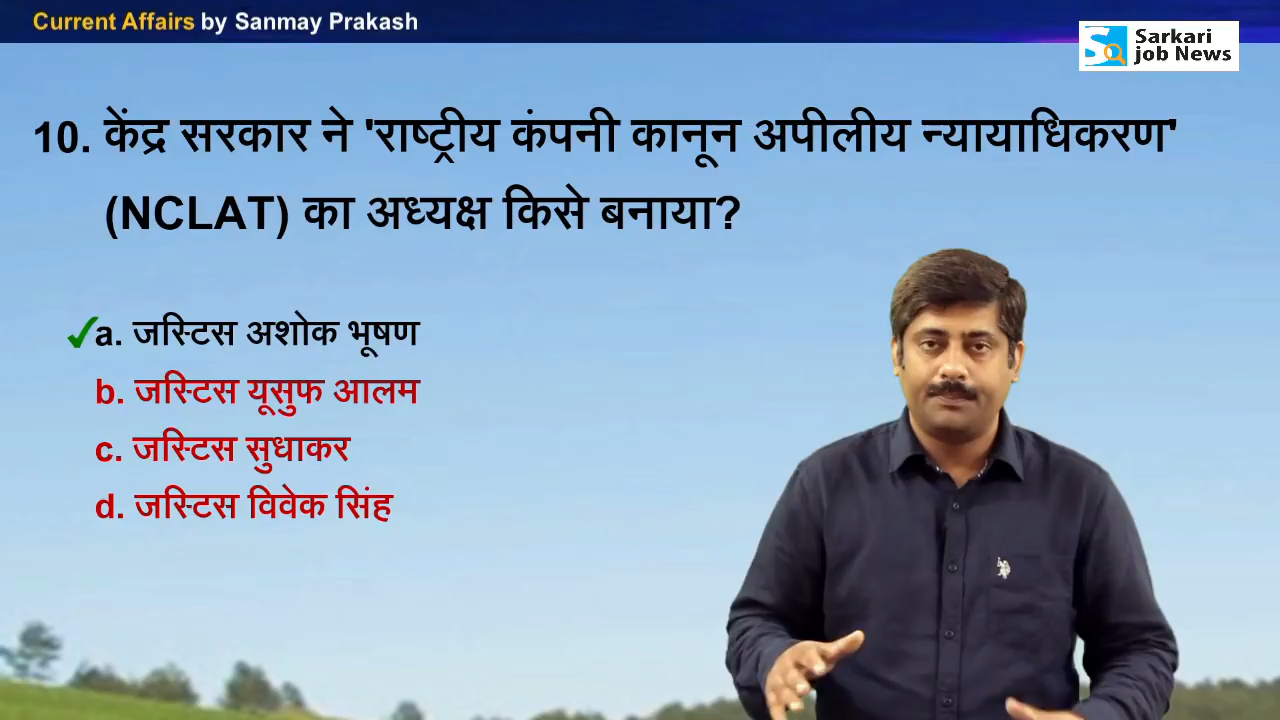 Current Affairs by Sanmay Prakash
Sarkari
Job News
10. केंद्र सरकार ने 'राष्ट्रीय कंपनी कानून अपीलीय न्यायाधिकरण'
(NCLAT) का अध्यक्ष किसे बनाया?
a. जस्टिस अशोक भूषण
b. जस्टिस यूसुफ आलम
c. जस्टिस सुधाकर
d. जस्टिस विवेक सिंह